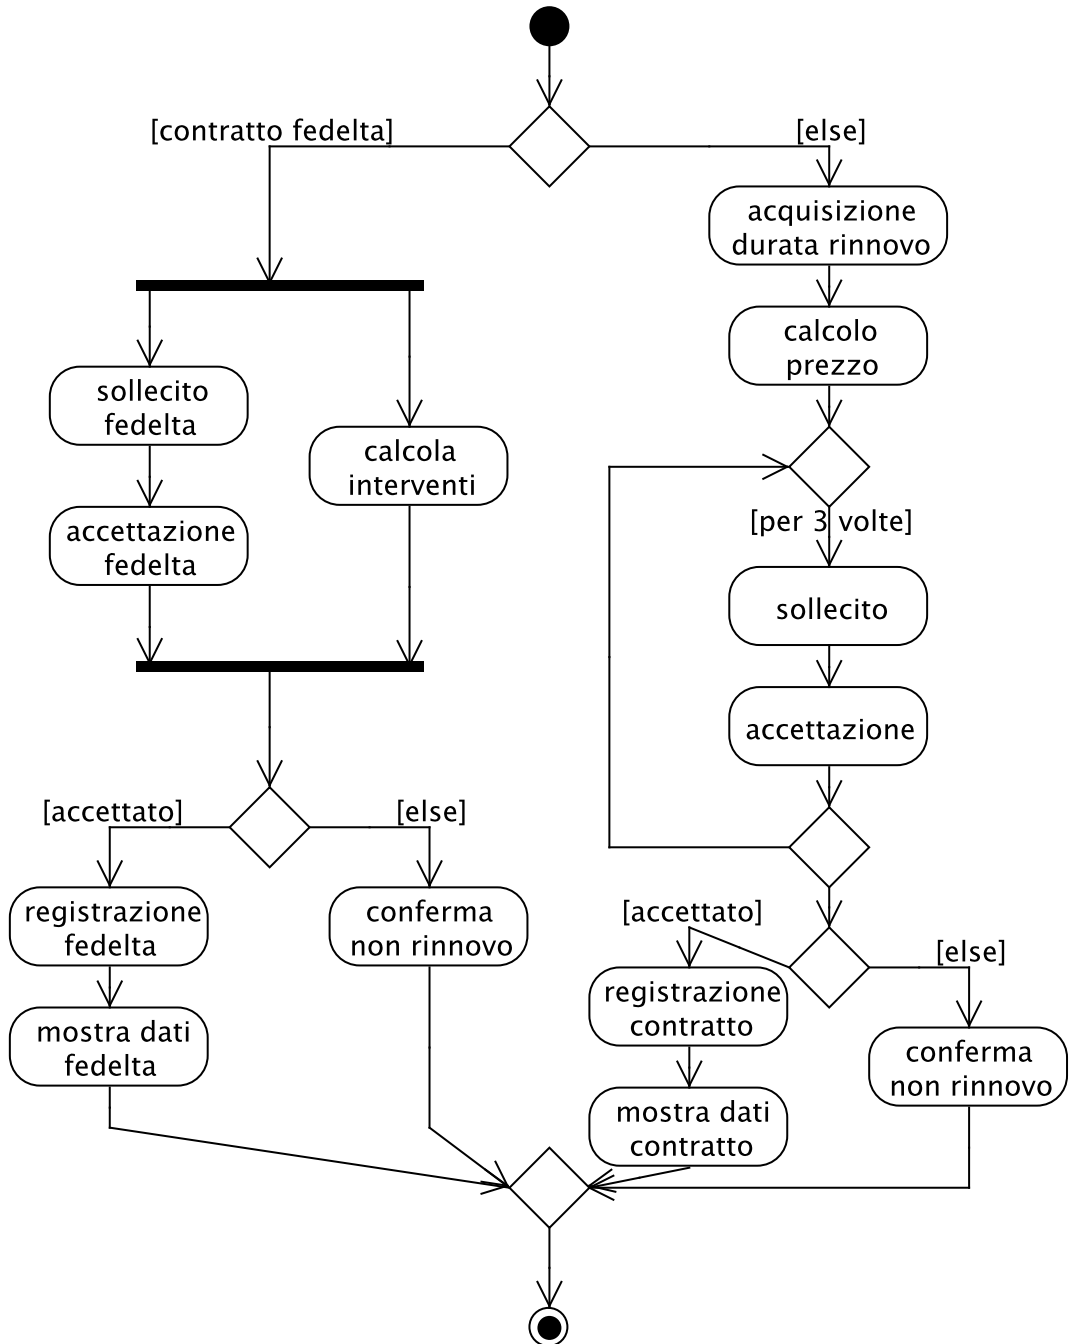 [contratto fedelta]
[else]
acquisizione
durata rinnovo
calcolo
prezzo
sollecito
fedelta
calcola
interventi
accettazione
fedelta
[per 3 volte]
sollecito
accettazione
[accettato]
[else]
registrazione
fedelta
conferma
non rinnovo
mostra dati
fedelta
[accettato]
[else]
registrazione
contratto
conferma
non rinnovo
mostra dati
contratto